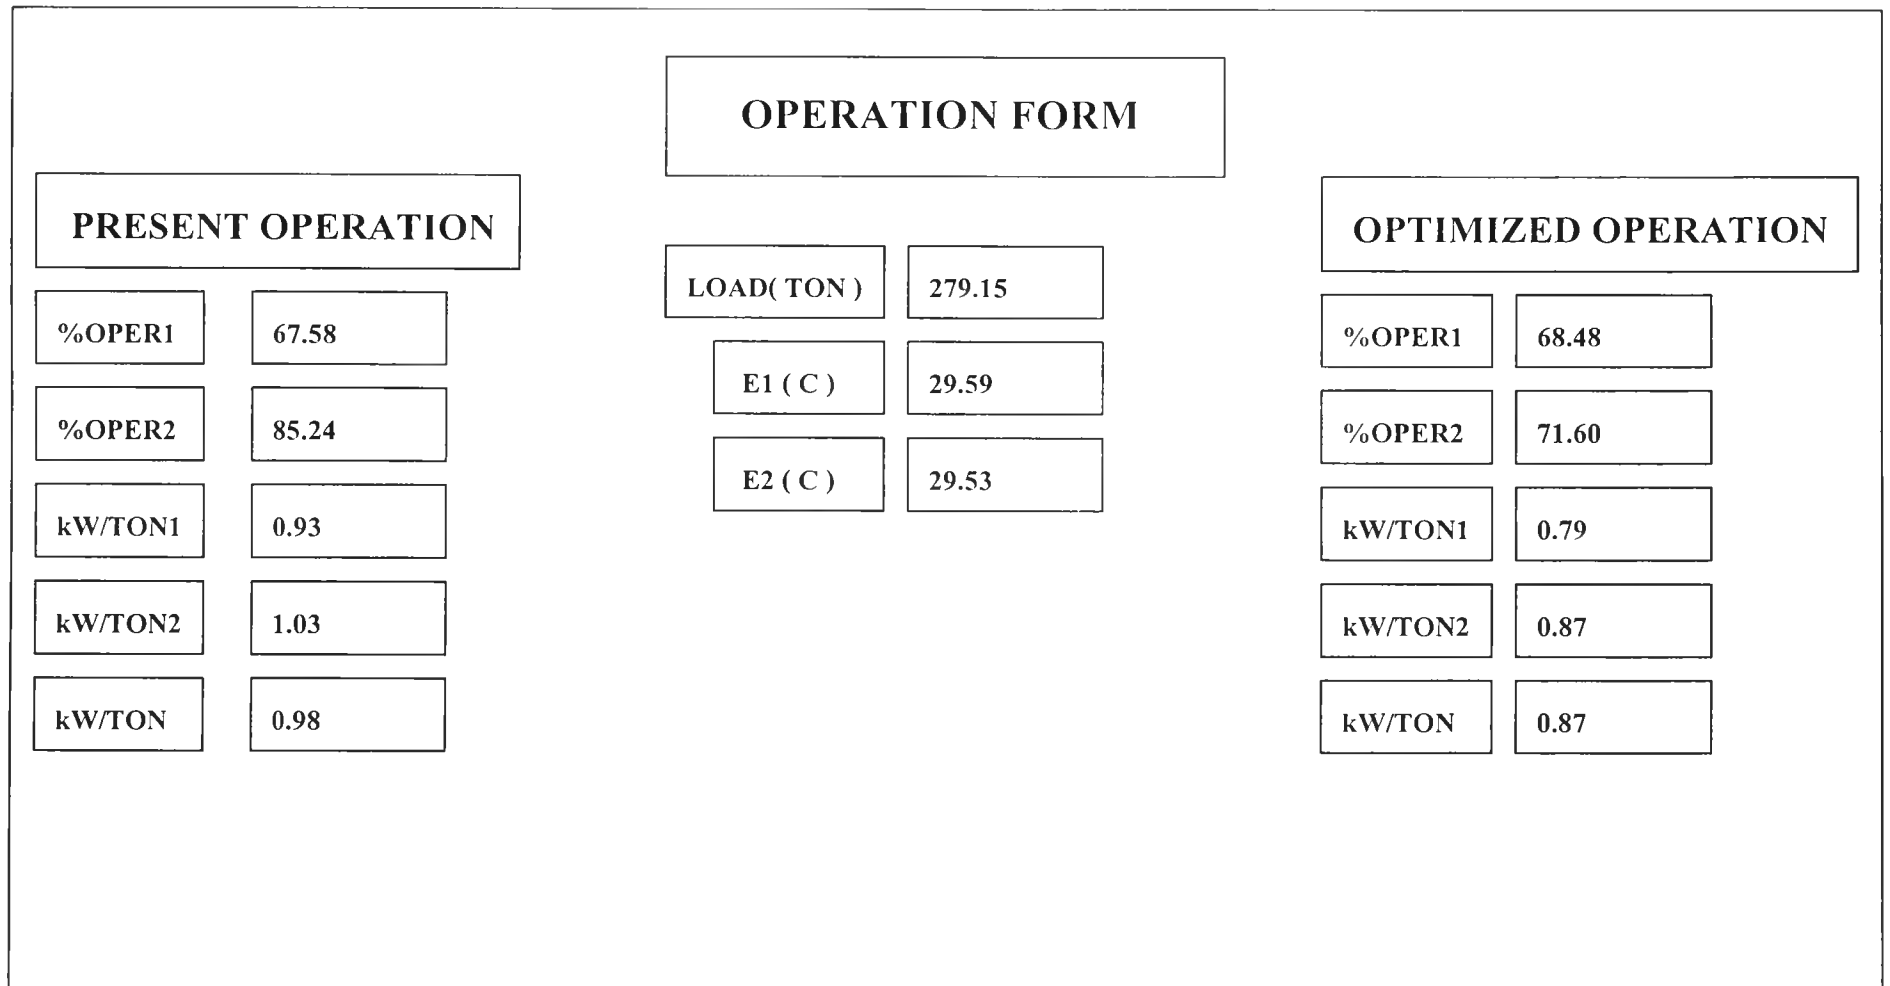 OPERATION FORM
PRESENT OPERATION
%OPER1 67.58
%OPER2 85.24
kW/TON1 0.93
kW/TON2 1.03
kW/TON 0.98
LOAD( TON ) 279.15
E1 ( C ) 29.59
E2 ( C ) 29.53
OPTIMIZED OPERATION
%OPER1 68.48
%OPER2 71.60
kW/TON1 0.79
kW/TON2 0.87
kW/TON 0.87